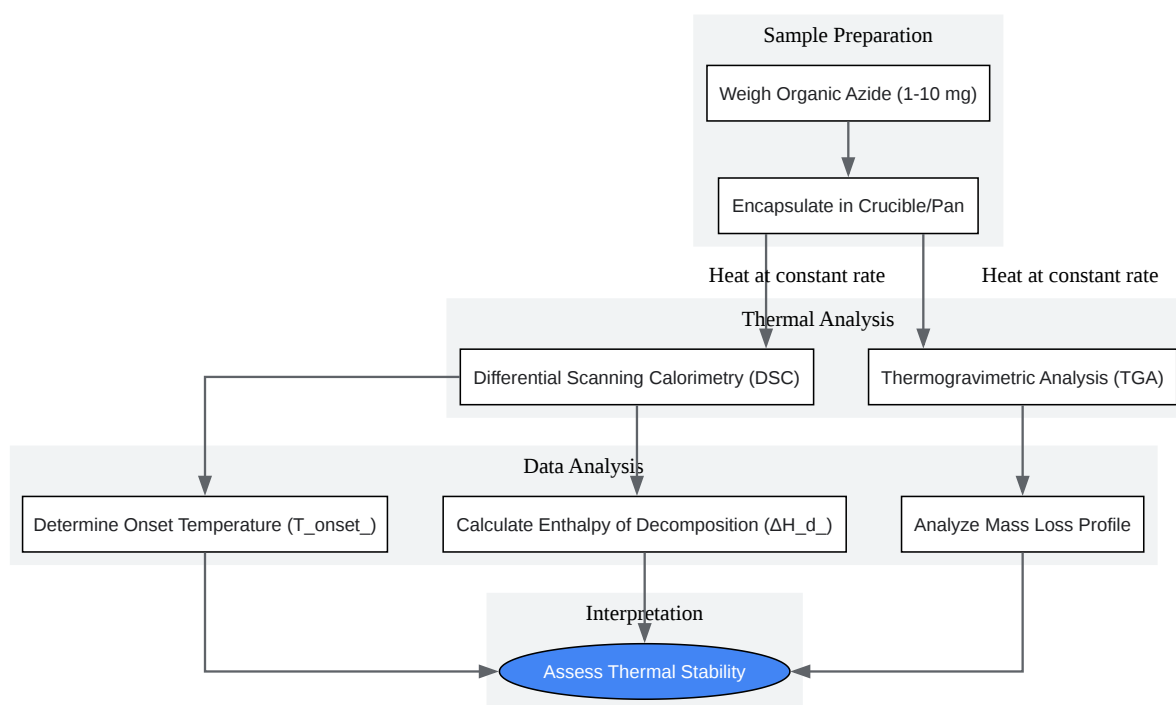 Sample Preparation
Weigh Organic Azide (1-10 mg)
Encapsulate in Crucible/Pan
Heat at constant rate
Heat at constant rate
Thermal Analysis
Differential Scanning Calorimetry (DSC)
Thermogravimetric Analysis (TGA)
Data Analysis
Determine Onset Temperature (T_onset_)
Calculate Enthalpy of Decomposition (ΔH_d_)
Analyze Mass Loss Profile
Interpretation
Assess Thermal Stability